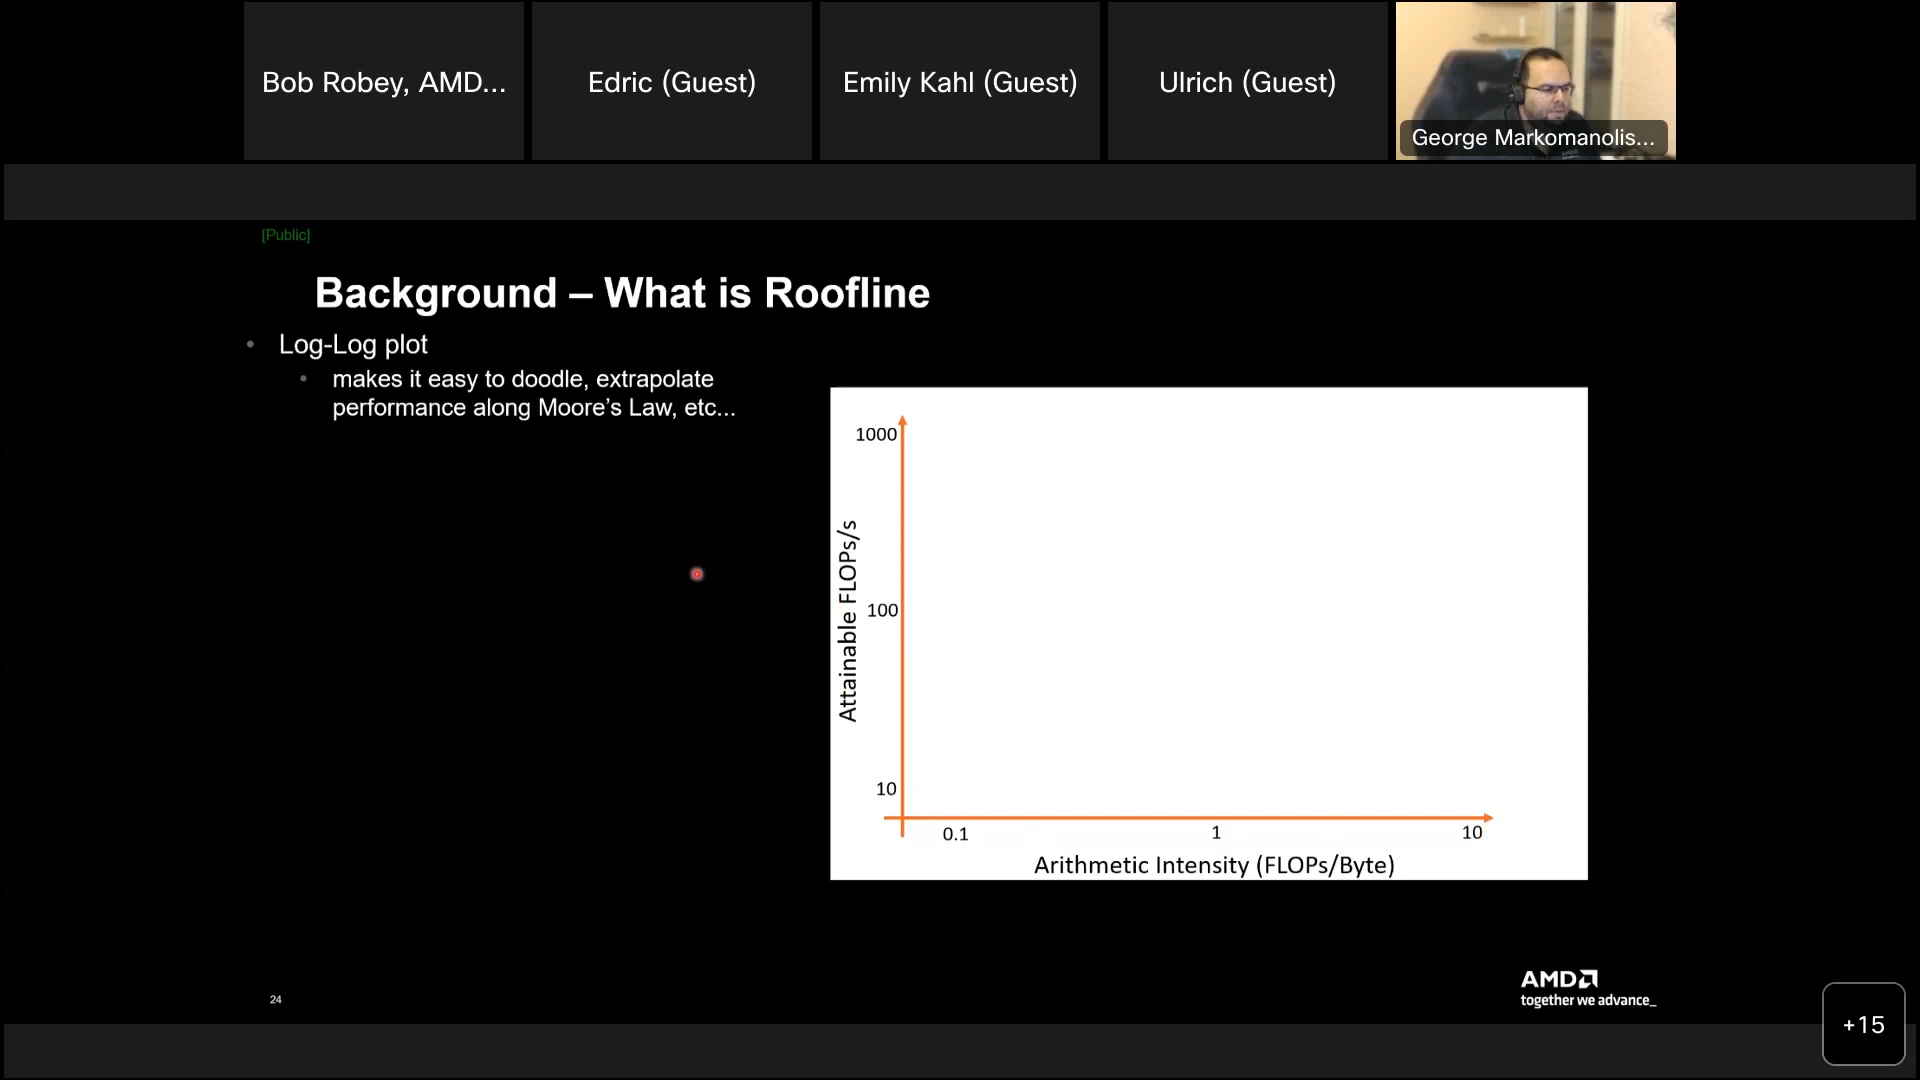 Bob Robey, AMD...
Edric (Guest)
Emily Kahl (Guest)
Ulrich (Guest)
George Markomanolis...
[Public]
Background – What is Roofline
• Log-Log plot
• makes it easy to doodle, extrapolate
performance along Moore’s Law, etc...
1000
100
10
Attainable FLOPs/s
0.1
1
10
Arithmetic Intensity (FLOPs/Byte)
24
AMD
together we advance_
+15